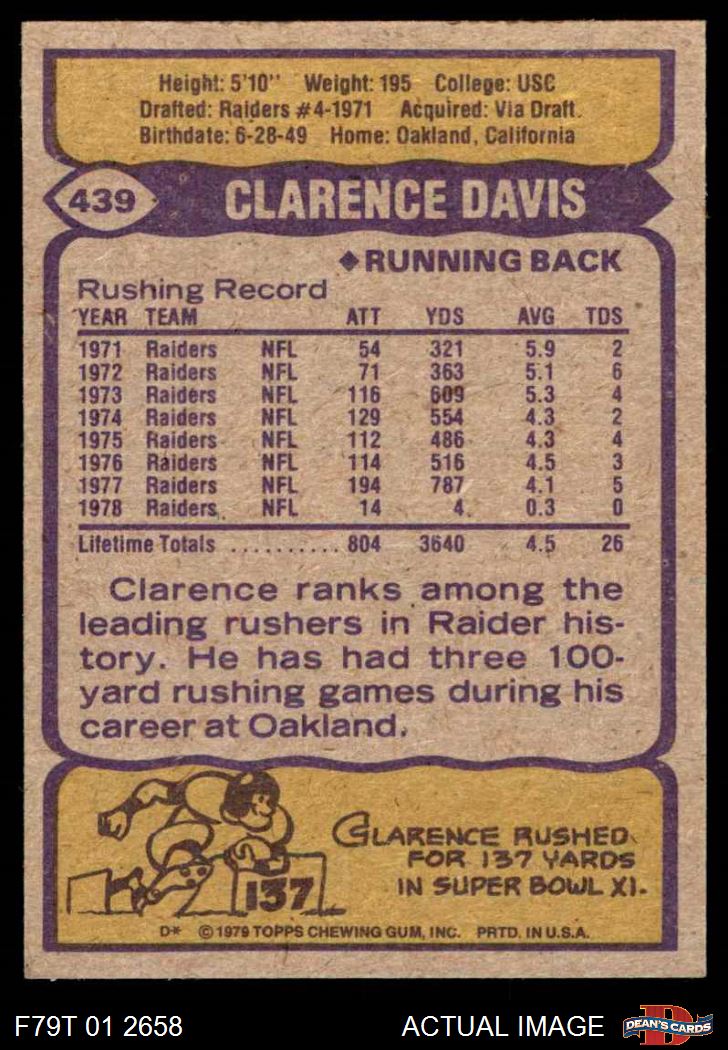 Height: 5'10" Weight: 195 College: USC
Drafted: Raiders #4-1971 Acquired: Via Draft.
Birthdate: 6-28-49 Home: Oakland, California
439 CLARENCE DAVIS
◆RUNNING BACK
Rushing Record
YEAR TEAM ATT YDS AVG TDS
1971 Raiders NFL 54 321 5.9 2
1972 Raiders NFL 71 363 5.1 6
1973 Raiders NFL 116 609 5.3 4
1974 Raiders NFL 129 554 4.3 2
1975 Raiders NFL 112 486 4.3 4
1976 Raiders NFL 114 516 4.5 3
1977 Raiders NFL 194 787 4.1 5
1978 Raiders NFL 14 4 0.3 0
Lifetime Totals .......... 804 3640 4.5 26
Clarence ranks among the
leading rushers in Raider his-
tory. He has had three 100-
yard rushing games during his
career at Oakland.
CLARENCE RUSHED
FOR 137 YARDS
IN SUPER BOWL XI.
137
D* ©1979 TOPPS CHEWING GUM, INC. PRTD. IN U.S.A.
F79T 01 2658 ACTUAL IMAGE DEAN'S CARDS